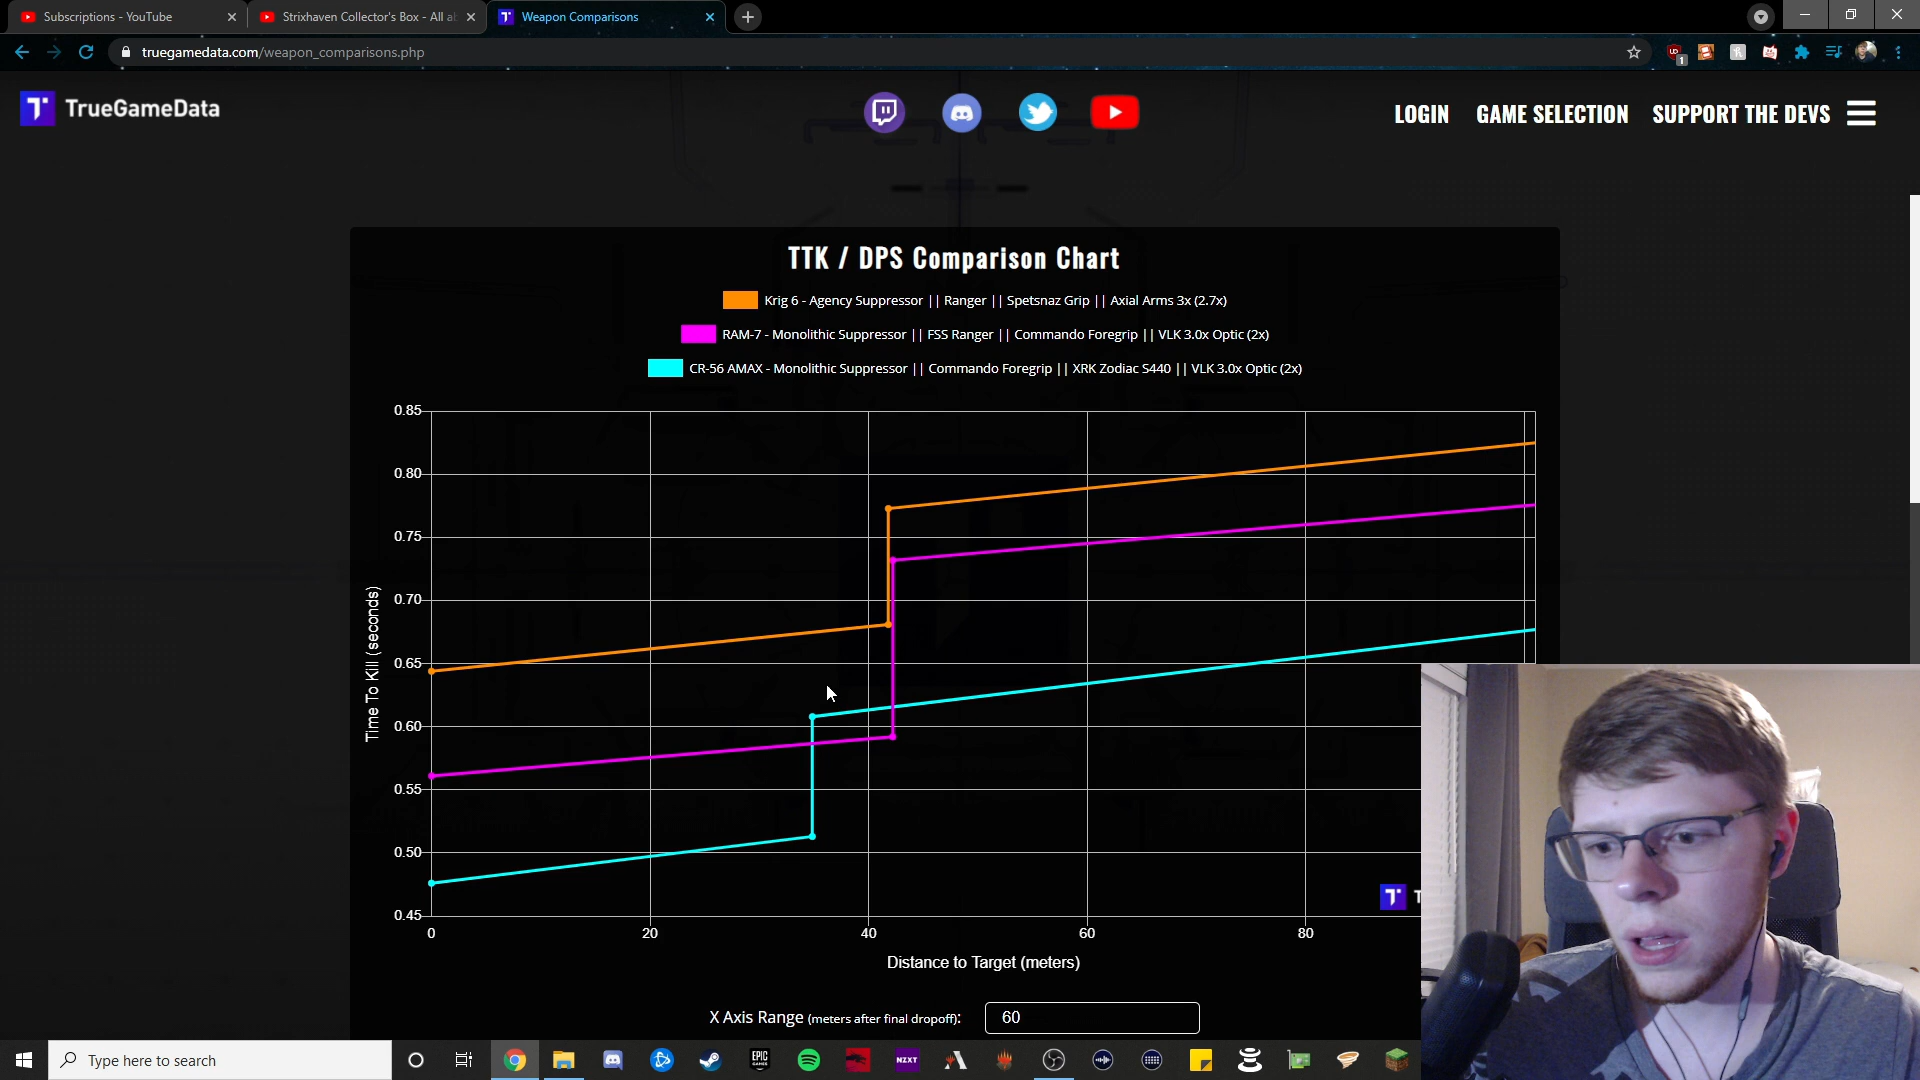 Subscriptions - YouTube
Strixhaven Collector's Box - All ab
Weapon Comparisons
truegamedata.com/weapon_comparisons.php
TrueGameData
LOGIN
GAME SELECTION
SUPPORT THE DEVS
TTK / DPS Comparison Chart
Krig 6 - Agency Suppressor || Ranger || Spetsnaz Grip || Axial Arms 3x (2.7x)
RAM-7 - Monolithic Suppressor || FSS Ranger || Commando Foregrip || VLK 3.0x Optic (2x)
CR-56 AMAX - Monolithic Suppressor || Commando Foregrip || XRK Zodiac S440 || VLK 3.0x Optic (2x)
0.85
0.80
0.75
0.70
0.65
0.60
0.55
0.50
0.45
Time To Kill (seconds)
0
20
40
60
80
Distance to Target (meters)
X Axis Range (meters after final dropoff):
60
Type here to search
EPIC GAMES
NZXT